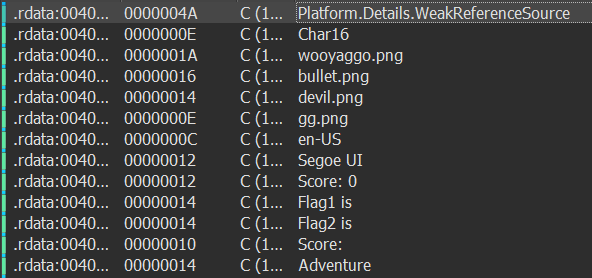 .rdata:0040... 0000004A C (1... Platform.Details.WeakReferenceSource
.rdata:0040... 0000000E C (1... Char16
.rdata:0040... 0000001A C (1... wooyaggo.png
.rdata:0040... 00000016 C (1... bullet.png
.rdata:0040... 00000014 C (1... devil.png
.rdata:0040... 0000000E C (1... gg.png
.rdata:0040... 0000000C C (1... en-US
.rdata:0040... 00000012 C (1... Segoe UI
.rdata:0040... 00000012 C (1... Score: 0
.rdata:0040... 00000014 C (1... Flag1 is
.rdata:0040... 00000014 C (1... Flag2 is
.rdata:0040... 00000010 C (1... Score:
.rdata:0040... 00000014 C (1... Adventure